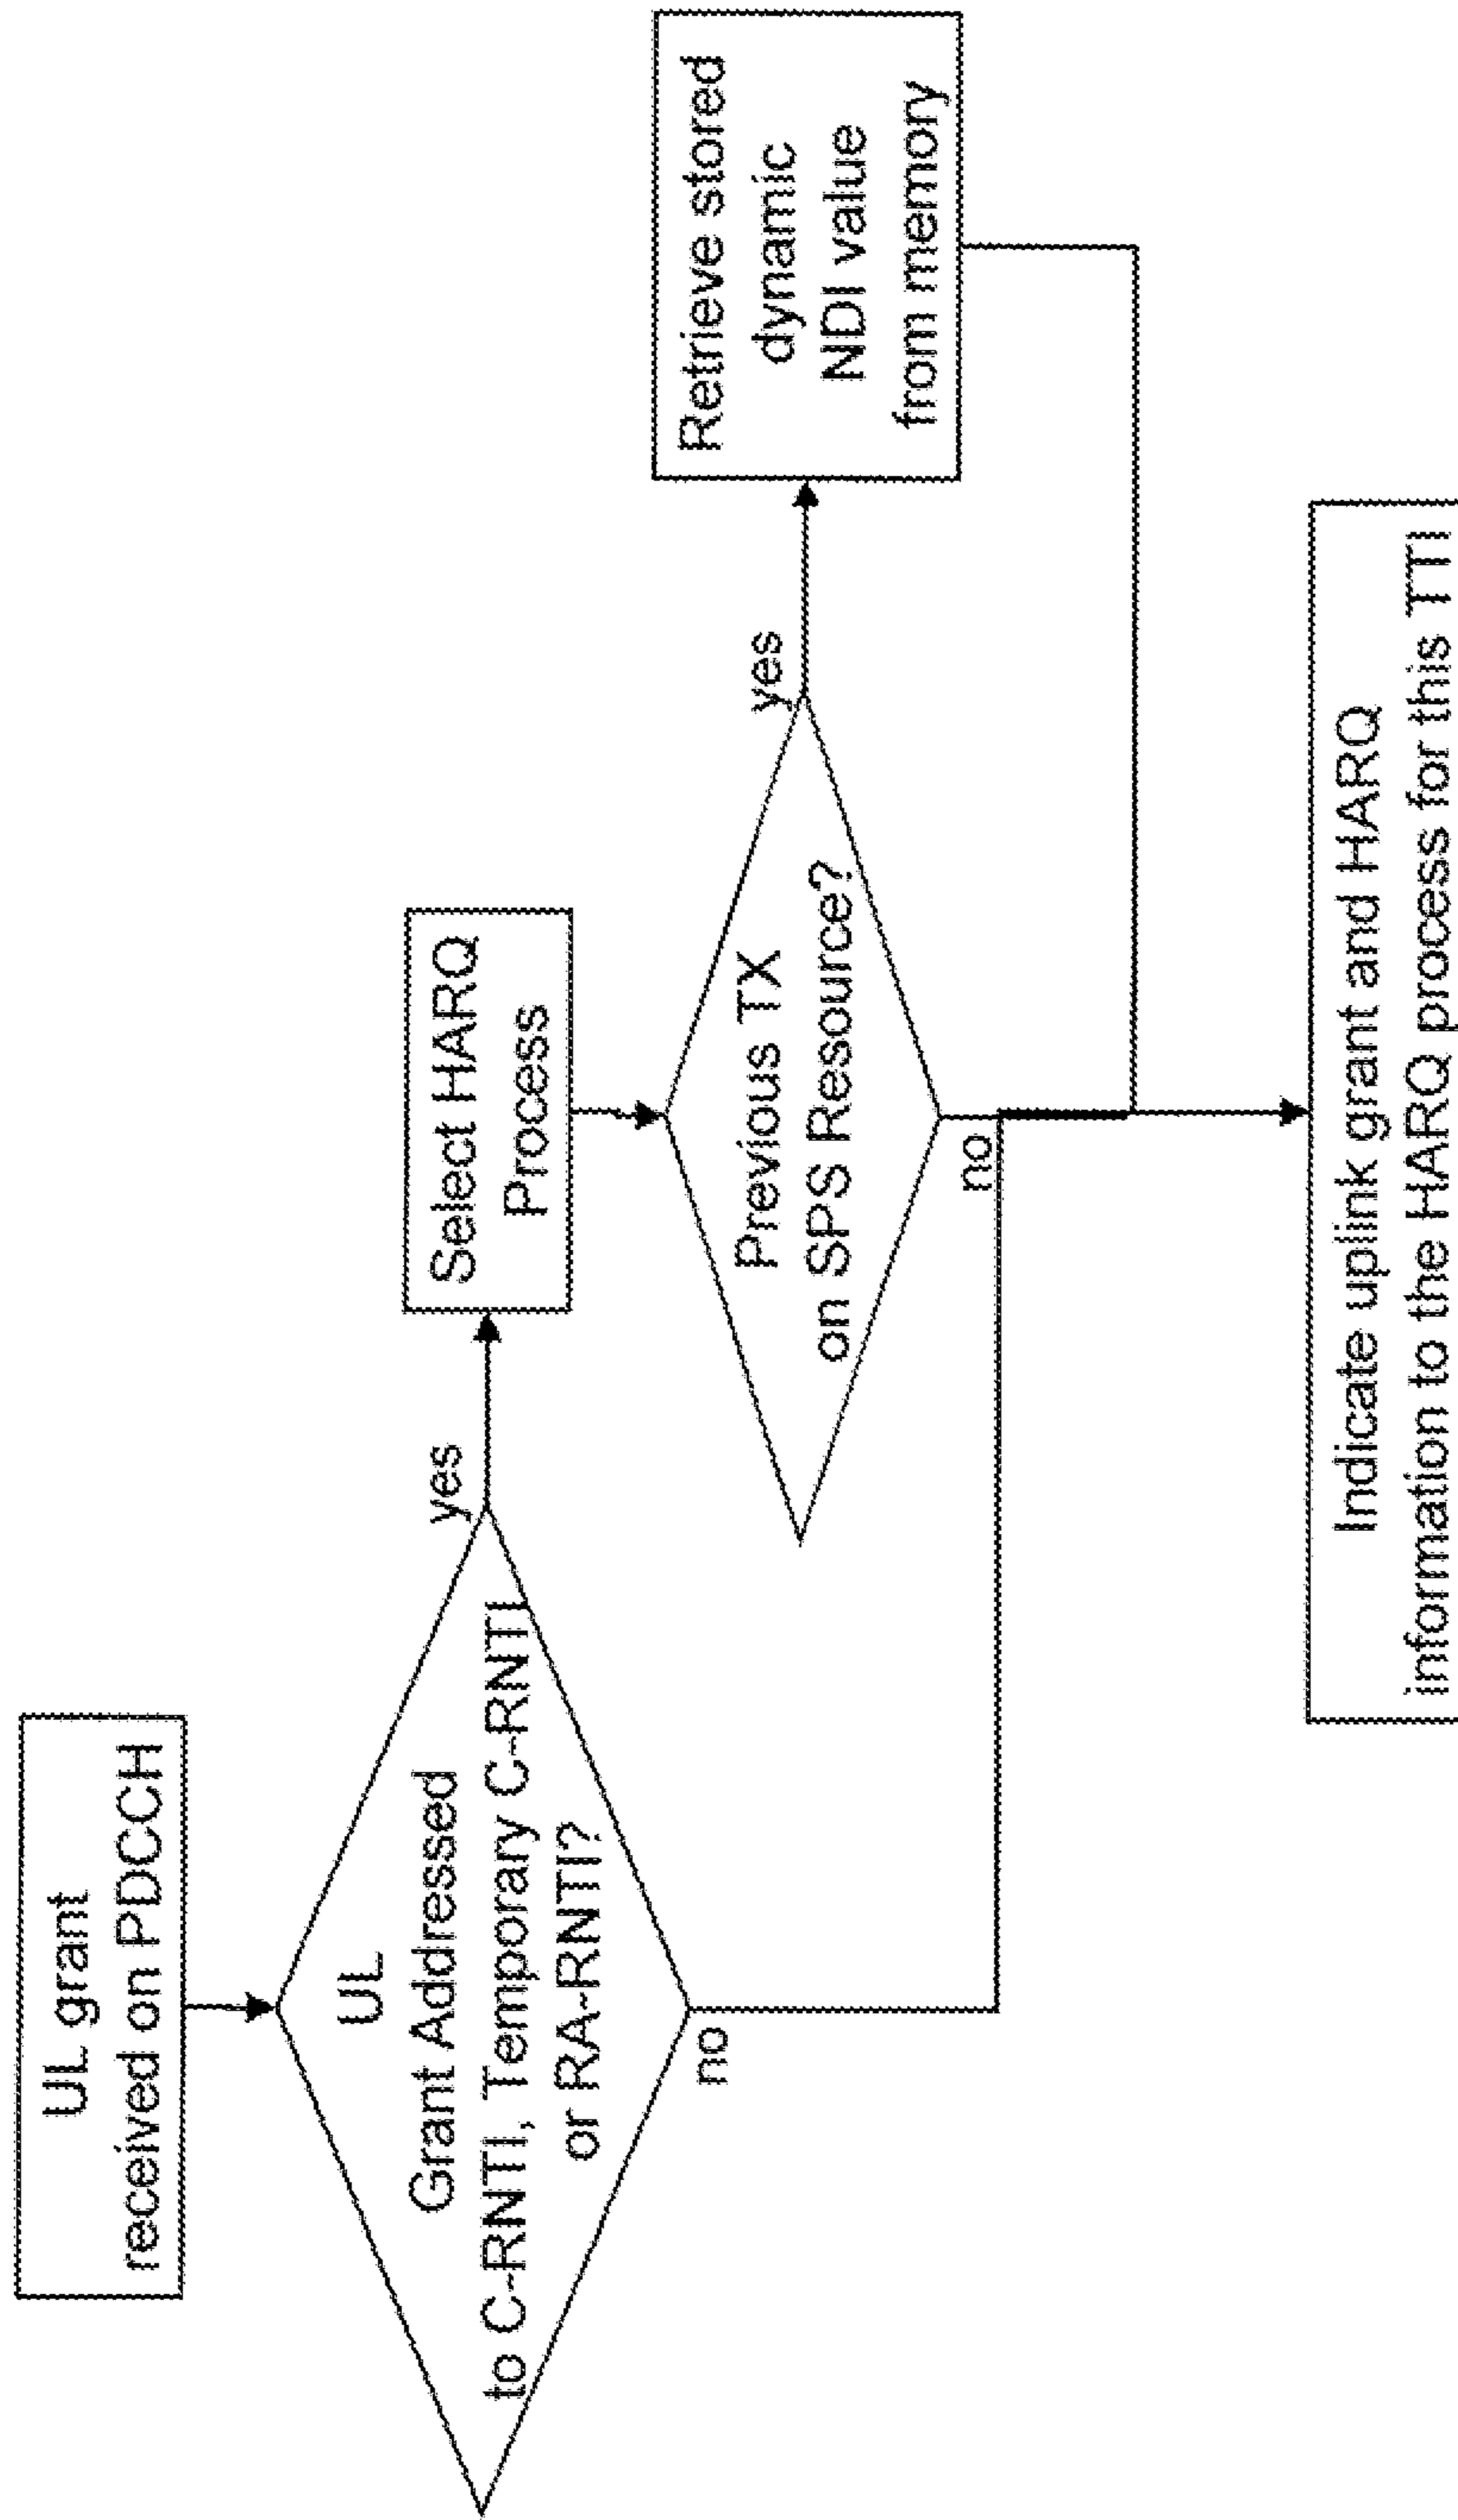 UL grant
received on PDCCH
UL
Grant Addressed
to C-RNTI, Temporary C-RNTI,
or RA-RNTI?
yes
no
Select HARQ
Process
Previous TX
on SPS Resource?
yes
no
Retrieve stored
dynamic
NDI value
from memory
Indicate uplink grant and HARQ
information to the HARQ process for this TTI